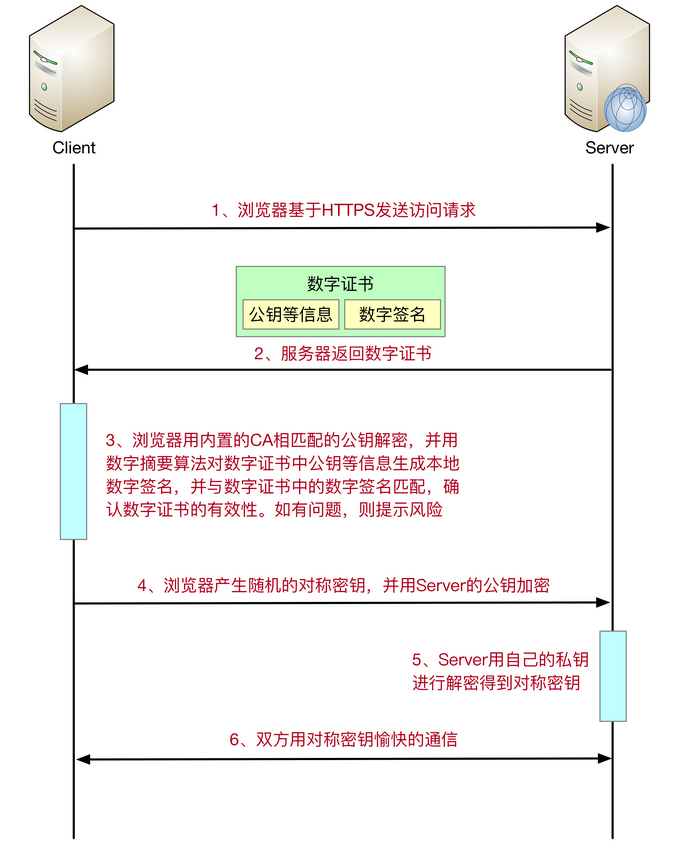 Client
Server
1、浏览器基于HTTPS发送访问请求
数字证书
公钥等信息
数字签名
2、服务器返回数字证书
3、浏览器用内置的CA相匹配的公钥解密，并用
数字摘要算法对数字证书中公钥等信息生成本地
数字签名，并与数字证书中的数字签名匹配，确
认数字证书的有效性。如有问题，则提示风险
4、浏览器产生随机的对称密钥，并用Server的公钥加密
5、Server用自己的私钥
进行解密得到对称密钥
6、双方用对称密钥愉快的通信